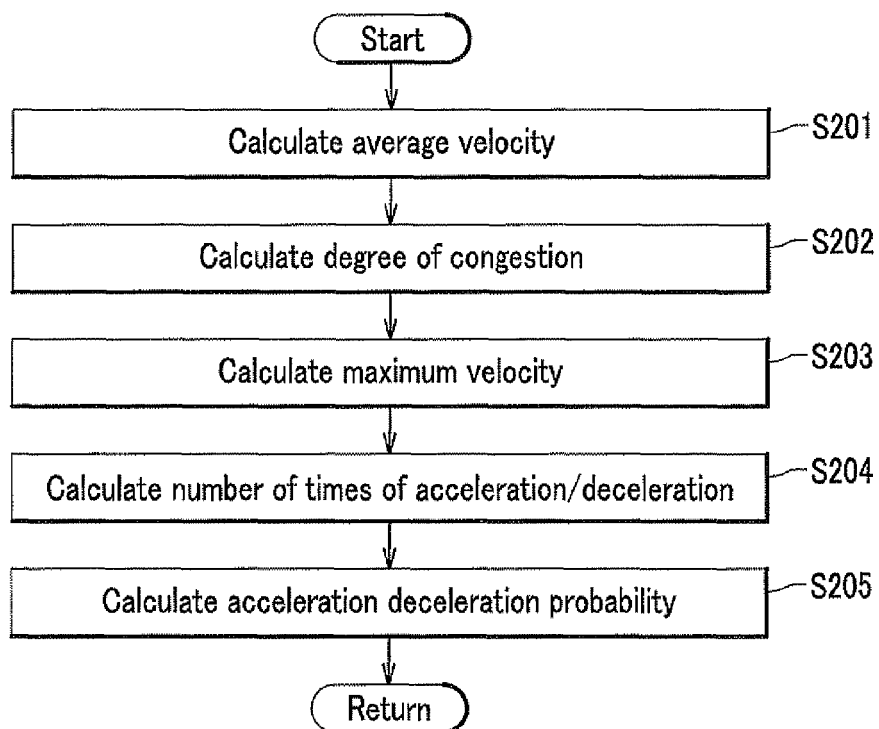 Start
Calculate average velocity
S201
Calculate degree of congestion
S202
Calculate maximum velocity
S203
Calculate number of times of acceleration/deceleration
S204
Calculate acceleration deceleration probability
S205
Return